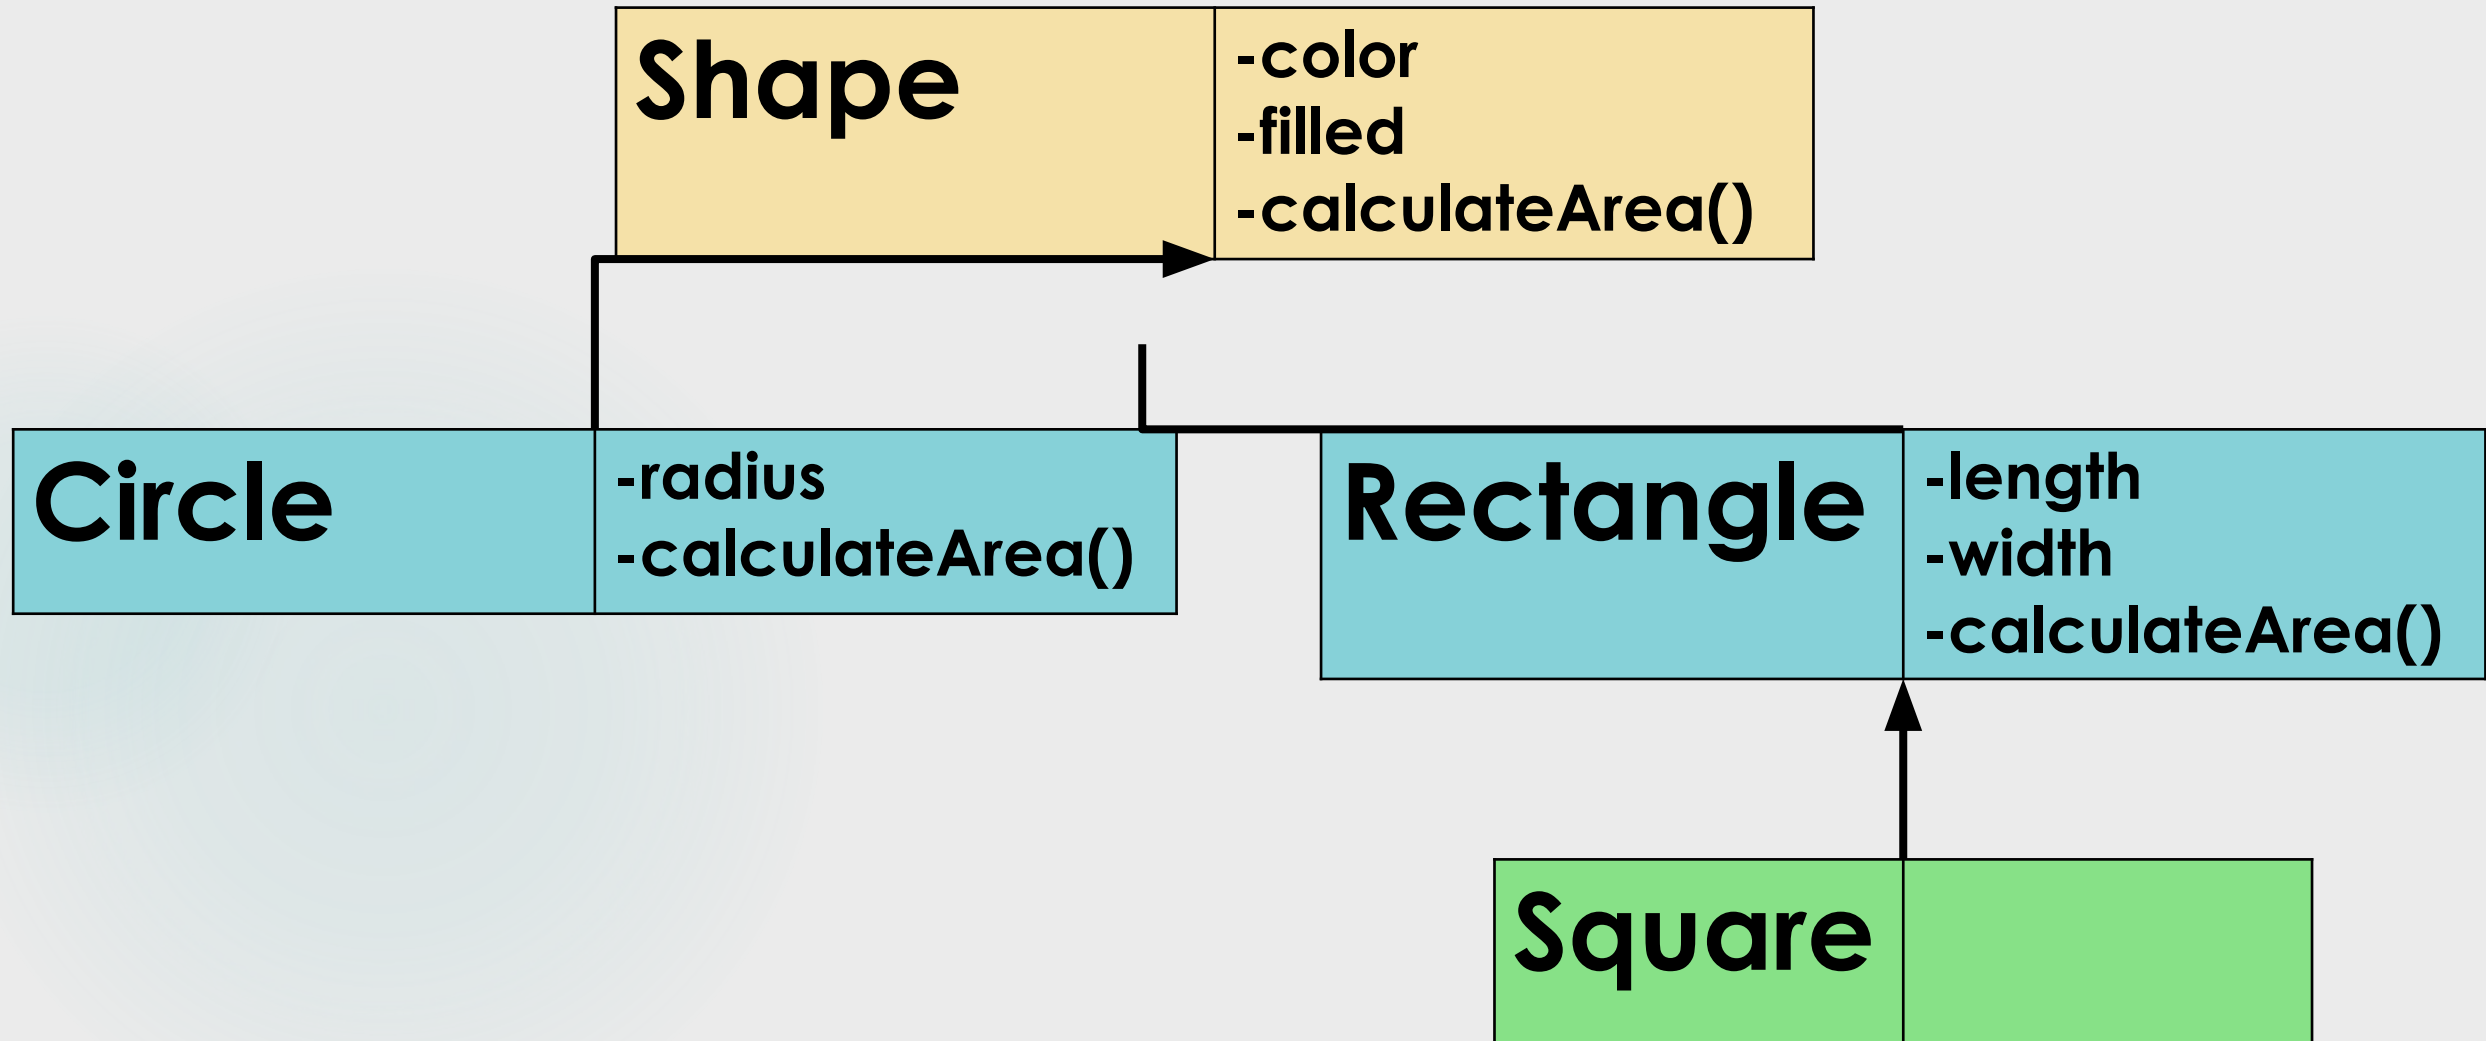 Shape
-color
-filled
-calculateArea()
Circle
-radius
-calculateArea()
Rectangle
-length
-width
-calculateArea()
Square